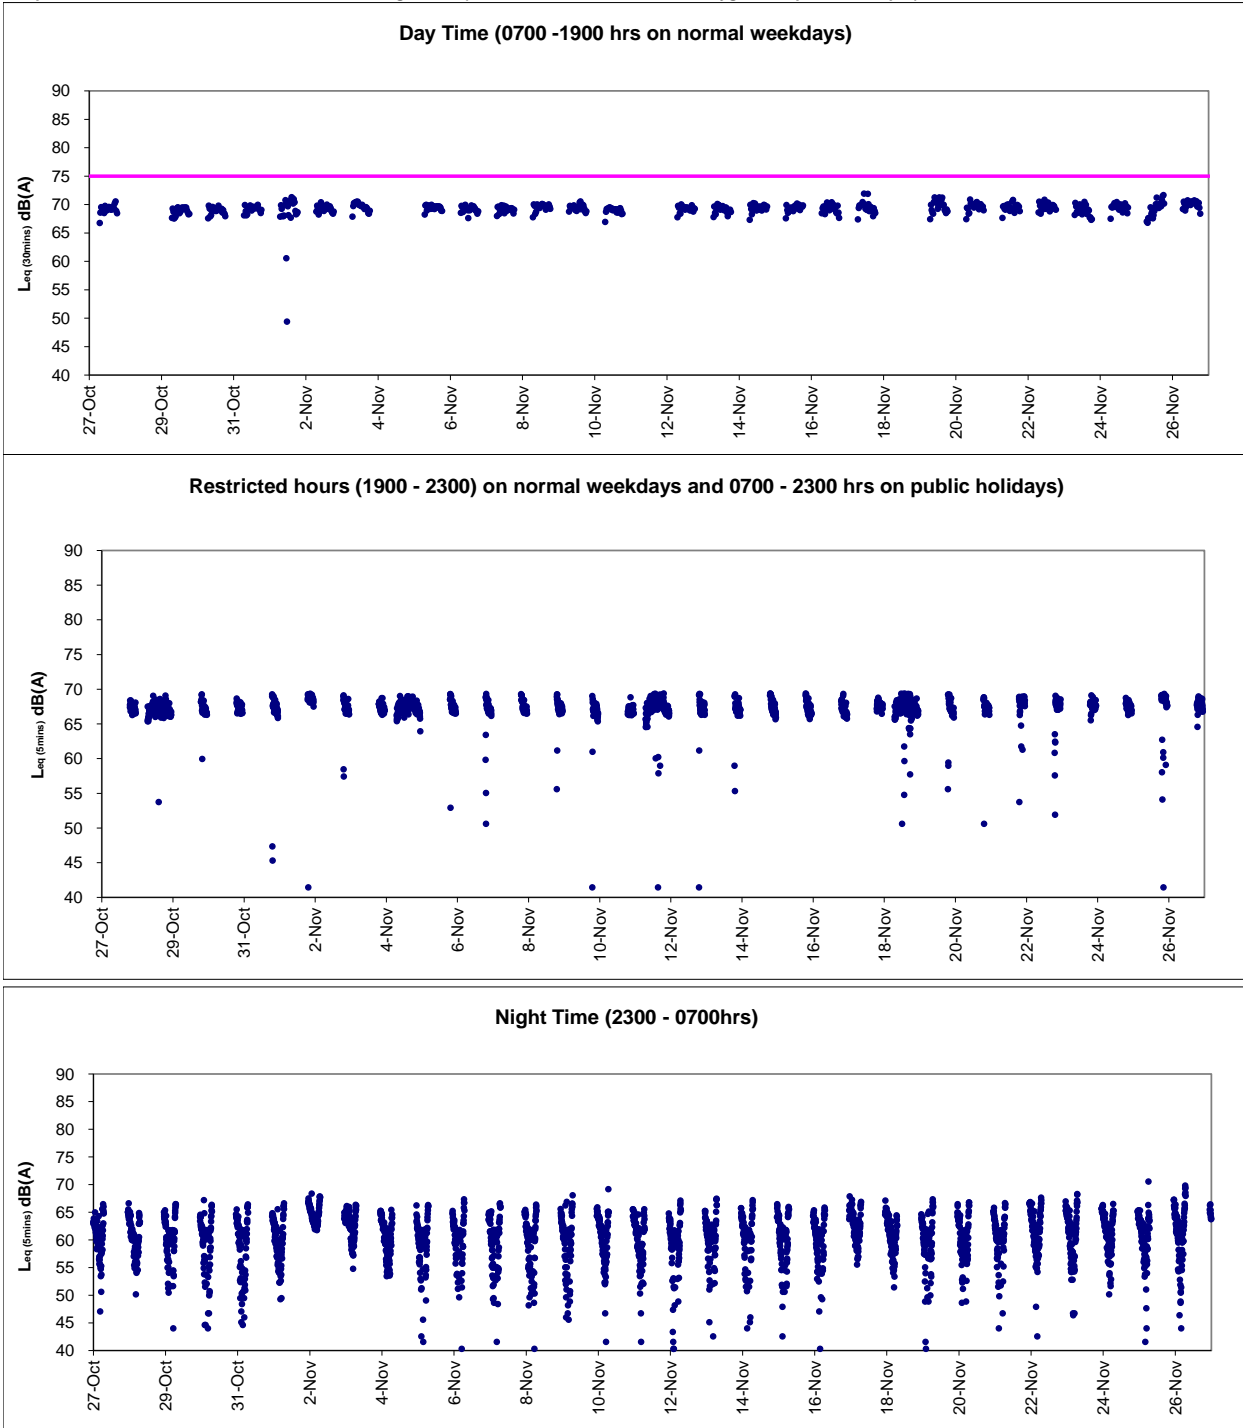 Day Time (0700 -1900 hrs on normal weekdays)
90
85
80
75
70
65
60
55
50
45
40
Leq (30mins) dB(A)
27-Oct
29-Oct
31-Oct
2-Nov
4-Nov
6-Nov
8-Nov
10-Nov
12-Nov
14-Nov
16-Nov
18-Nov
20-Nov
22-Nov
24-Nov
26-Nov
Restricted hours (1900 - 2300) on normal weekdays and 0700 - 2300 hrs on public holidays)
90
85
80
75
70
65
60
55
50
45
40
Leq (5mins) dB(A)
27-Oct
29-Oct
31-Oct
2-Nov
4-Nov
6-Nov
8-Nov
10-Nov
12-Nov
14-Nov
16-Nov
18-Nov
20-Nov
22-Nov
24-Nov
26-Nov
Night Time (2300 - 0700hrs)
90
85
80
75
70
65
60
55
50
45
40
Leq (5mins) dB(A)
27-Oct
29-Oct
31-Oct
2-Nov
4-Nov
6-Nov
8-Nov
10-Nov
12-Nov
14-Nov
16-Nov
18-Nov
20-Nov
22-Nov
24-Nov
26-Nov